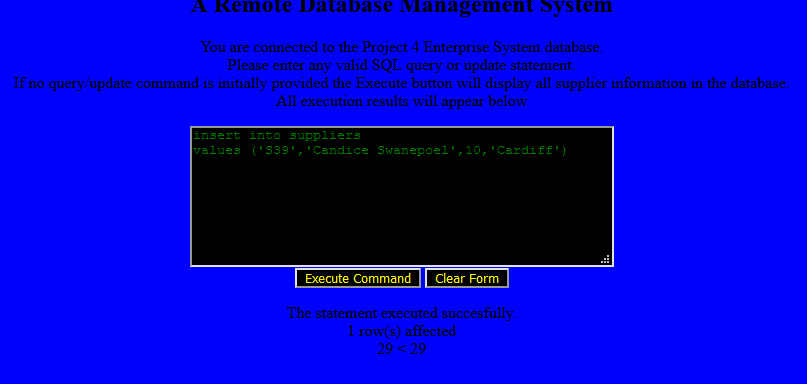 A Remote Database Management System
You are connected to the Project 4 Enterprise System database.
Please enter any valid SQL query or update statement.
If no query/update command is initially provided the Execute button will display all supplier information in the database.
All execution results will appear below
insert into suppliers
values ('S39','Candice Swanepoel',10,'Cardiff')
Execute Command Clear Form
The statement executed succesfully.
1 row(s) affected
29 < 29